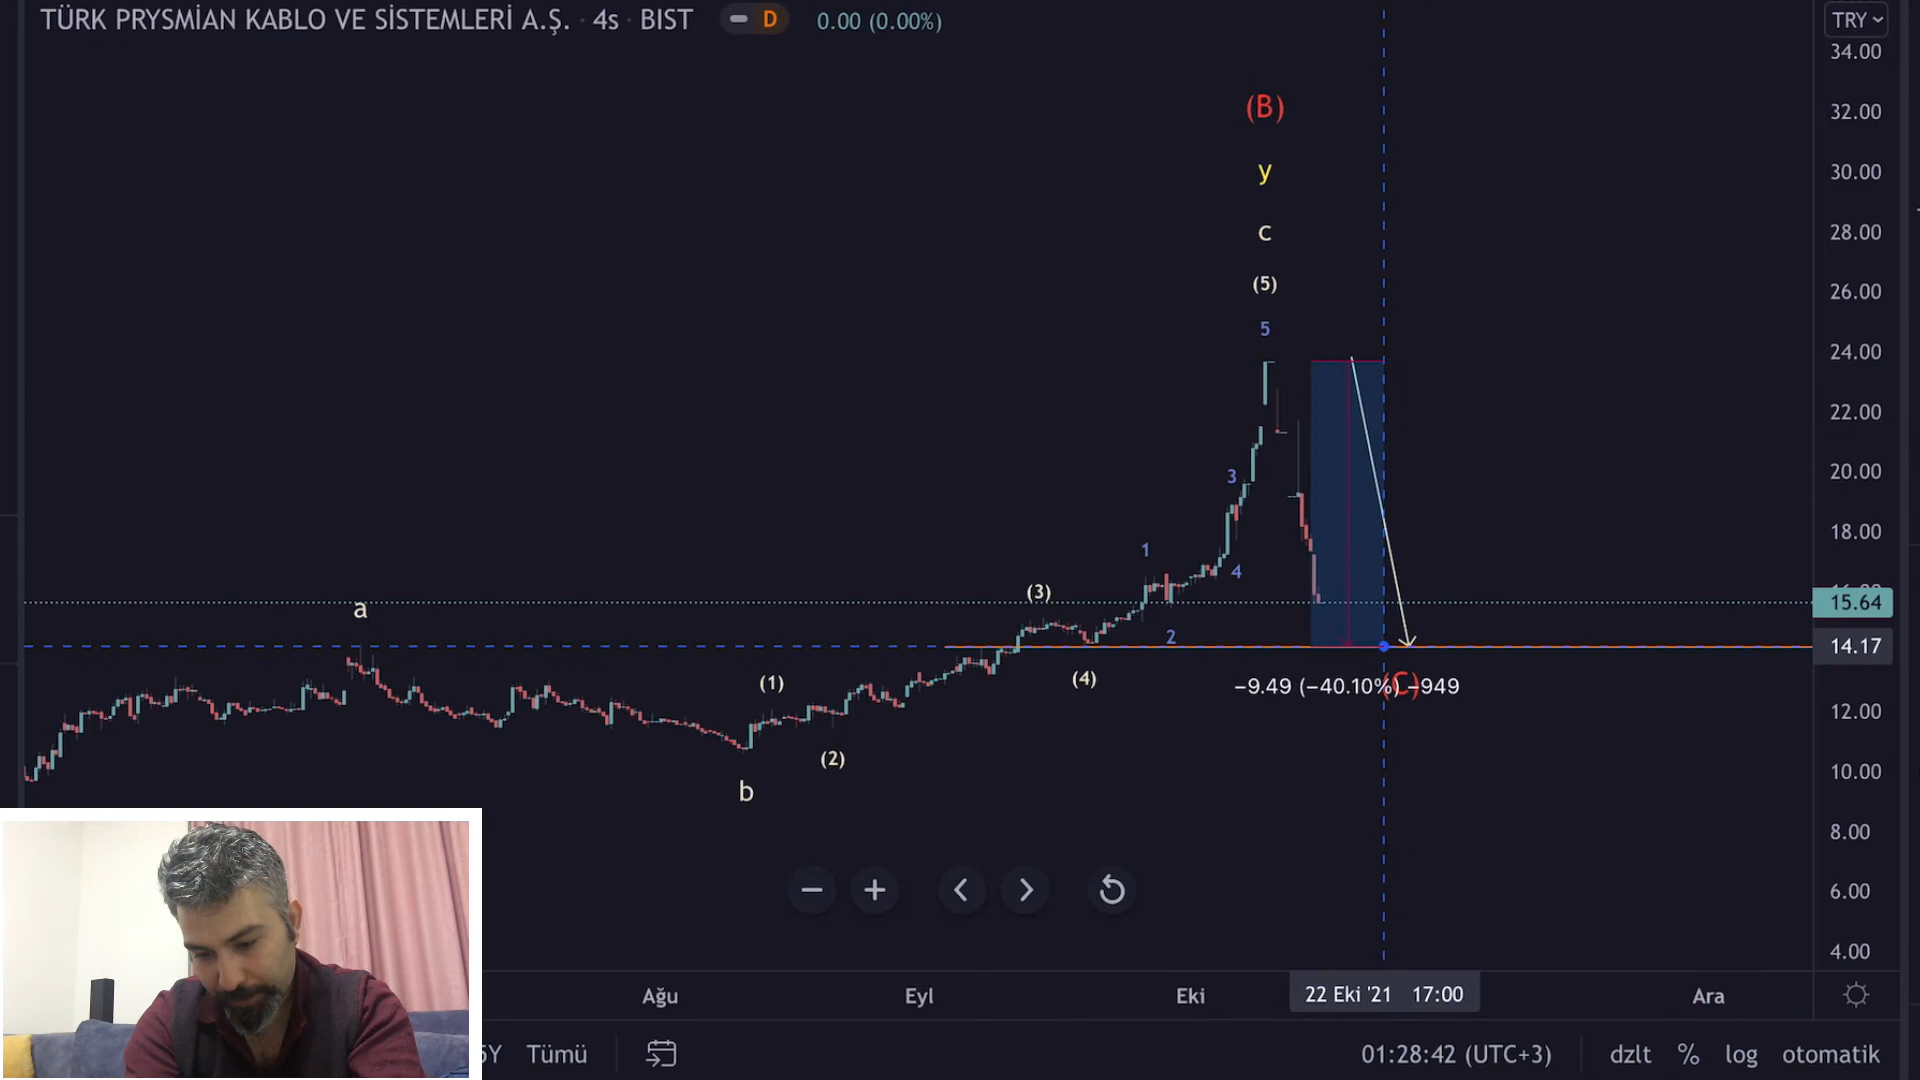 TÜRK PRYSMİAN KABLO VE SİSTEMLERİ A.Ş. · 4s · BIST D 0.00 (0.00%)
TRY
34.00
(B)
32.00
y
30.00
c
28.00
(5)
26.00
5
24.00
22.00
3
20.00
1
4
18.00
(3)
a
15.64
2
14.17
(1)
(4)
−9.49 (−40.10%) −949
(C)
12.00
(2)
10.00
b
8.00
6.00
4.00
Ağu Eyl Eki 22 Eki '21 17:00 Ara
5Y Tümü 01:28:42 (UTC+3) dzlt % log otomatik